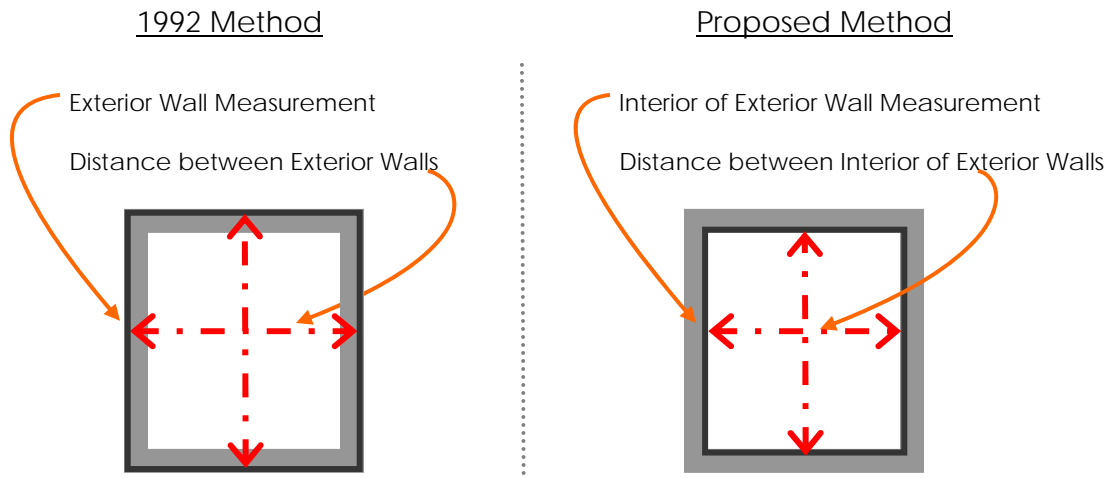 1992 Method
Exterior Wall Measurement
Distance between Exterior Walls
Proposed Method
Interior of Exterior Wall Measurement
Distance between Interior of Exterior Walls